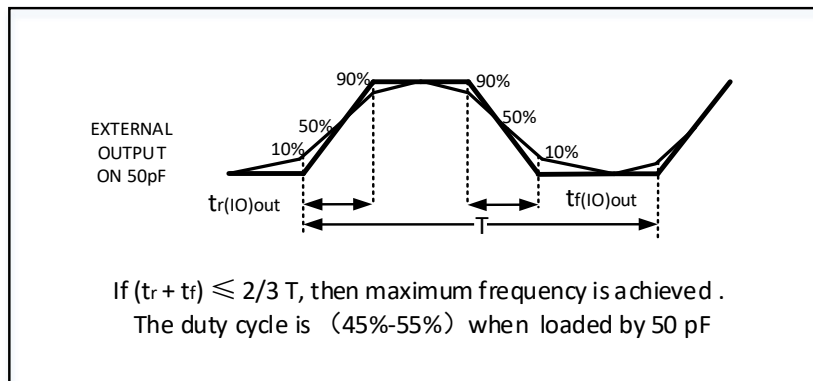 90%
90%
50%
50%
EXTERNAL
OUTPUT
ON 50pF
10%
10%
tr(IO)out
tf(IO)out
T
If (tr + tf) ≤ 2/3 T, then maximum frequency is achieved .
The duty cycle is （45%-55%）when loaded by 50 pF